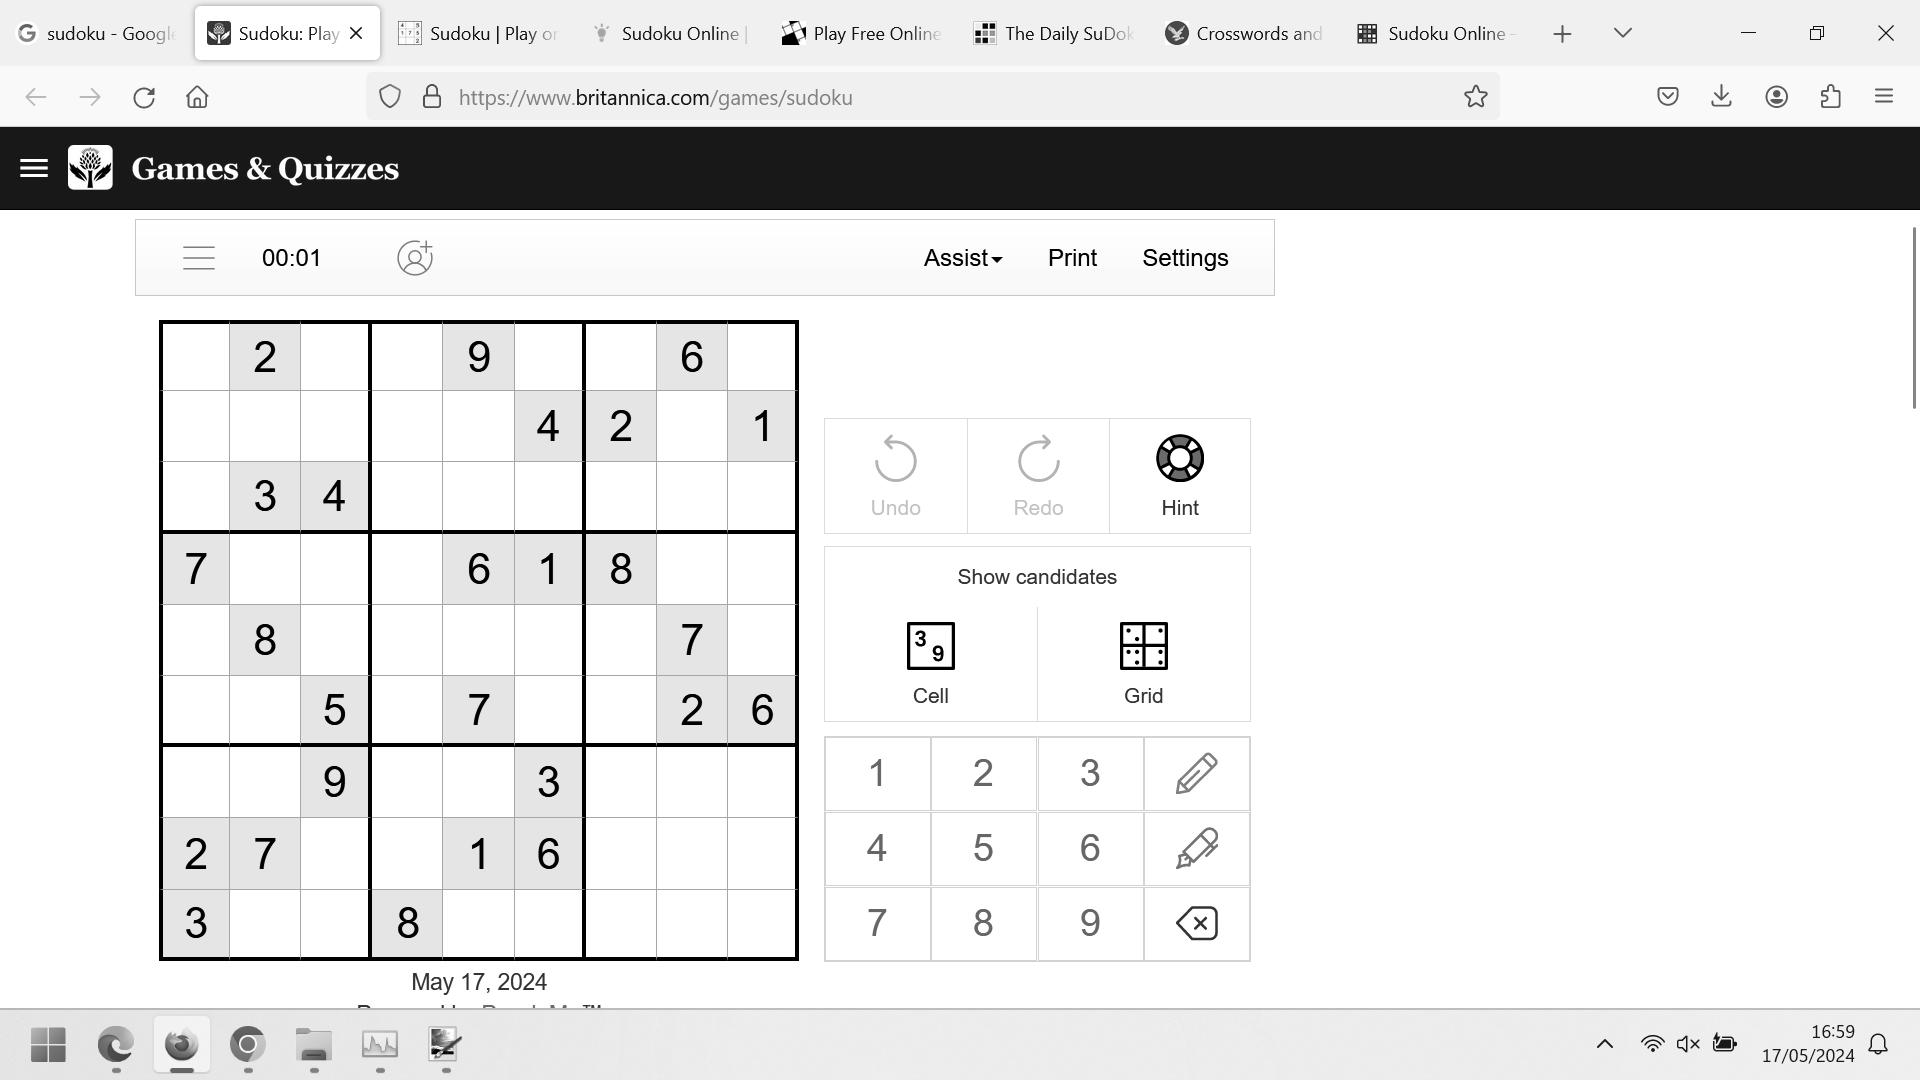 sudoku - Google
Sudoku: Play
Sudoku | Play or
Sudoku Online |
Play Free Online
The Daily SuDok
Crosswords and
Sudoku Online -
https://www.britannica.com/games/sudoku
Games & Quizzes
00:01
Assist
Print
Settings
2 9 6
4 2 1
3 4
7 6 1 8
8 7
5 7 2 6
9 3
2 7 1 6
3 8
Undo
Redo
Hint
Show candidates
3 9
Cell
Grid
1 2 3
4 5 6
7 8 9
May 17, 2024
16:59
17/05/2024